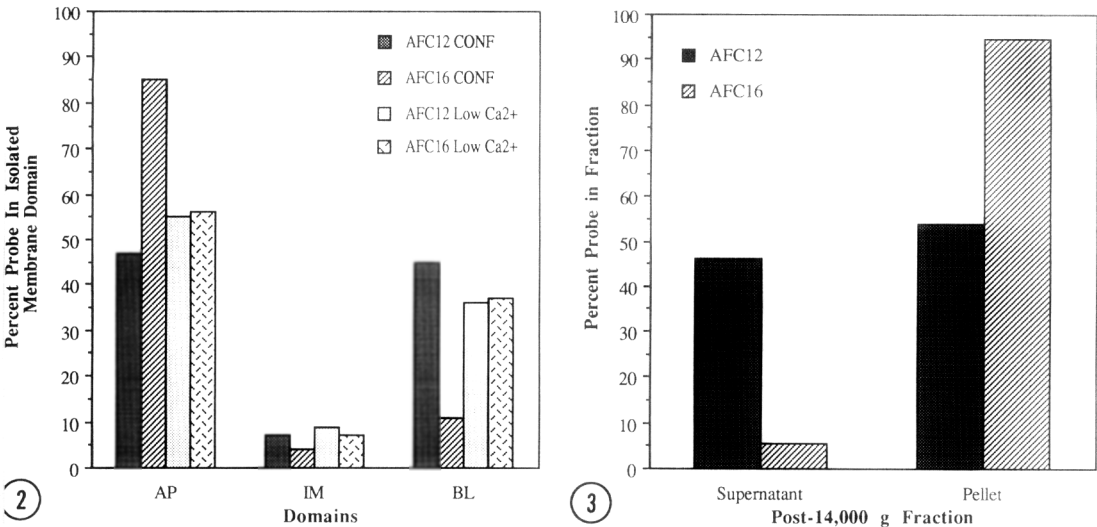 100
90
80
70
60
50
40
30
20
10
0
Percent Probe In Isolated
Membrane Domain
AFC12 CONF
AFC16 CONF
AFC12 Low Ca2+
AFC16 Low Ca2+
AP
IM
BL
Domains
2
100
90
80
70
60
50
40
30
20
10
0
Percent Probe in Fraction
AFC12
AFC16
Supernatant
Pellet
Post-14,000 g Fraction
3